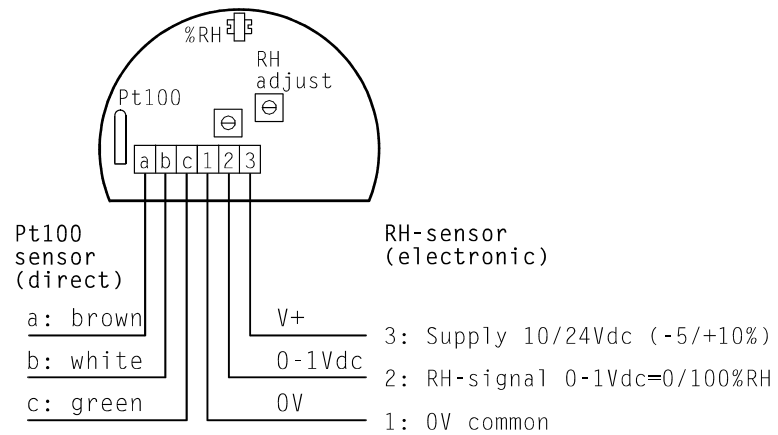 %RH
RH
adjust
Pt100
a b c 1 2 3
Pt100
sensor
(direct)
a: brown
b: white
c: green
RH-sensor
(electronic)
V+
3: Supply 10/24Vdc (-5/+10%)
0-1Vdc
2: RH-signal 0-1Vdc=0/100%RH
0V
1: 0V common